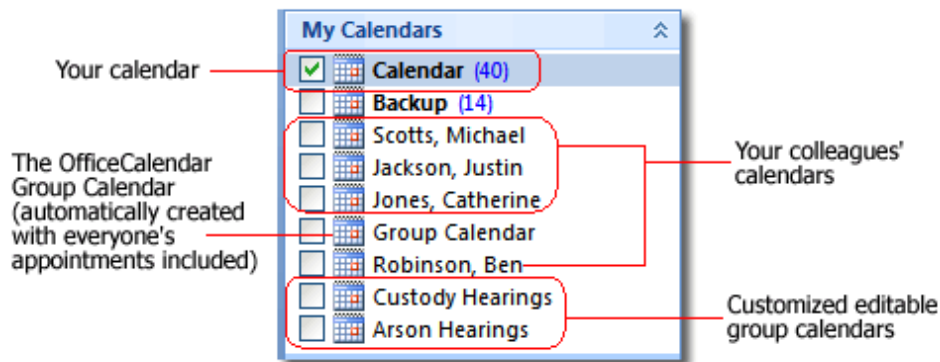 My Calendars
Your calendar
Calendar (40)
Backup (14)
Scotts, Michael
Jackson, Justin
Jones, Catherine
Group Calendar
Robinson, Ben
Custody Hearings
Arson Hearings
The OfficeCalendar
Group Calendar
(automatically created
with everyone's
appointments included)
Your colleagues'
calendars
Customized editable
group calendars